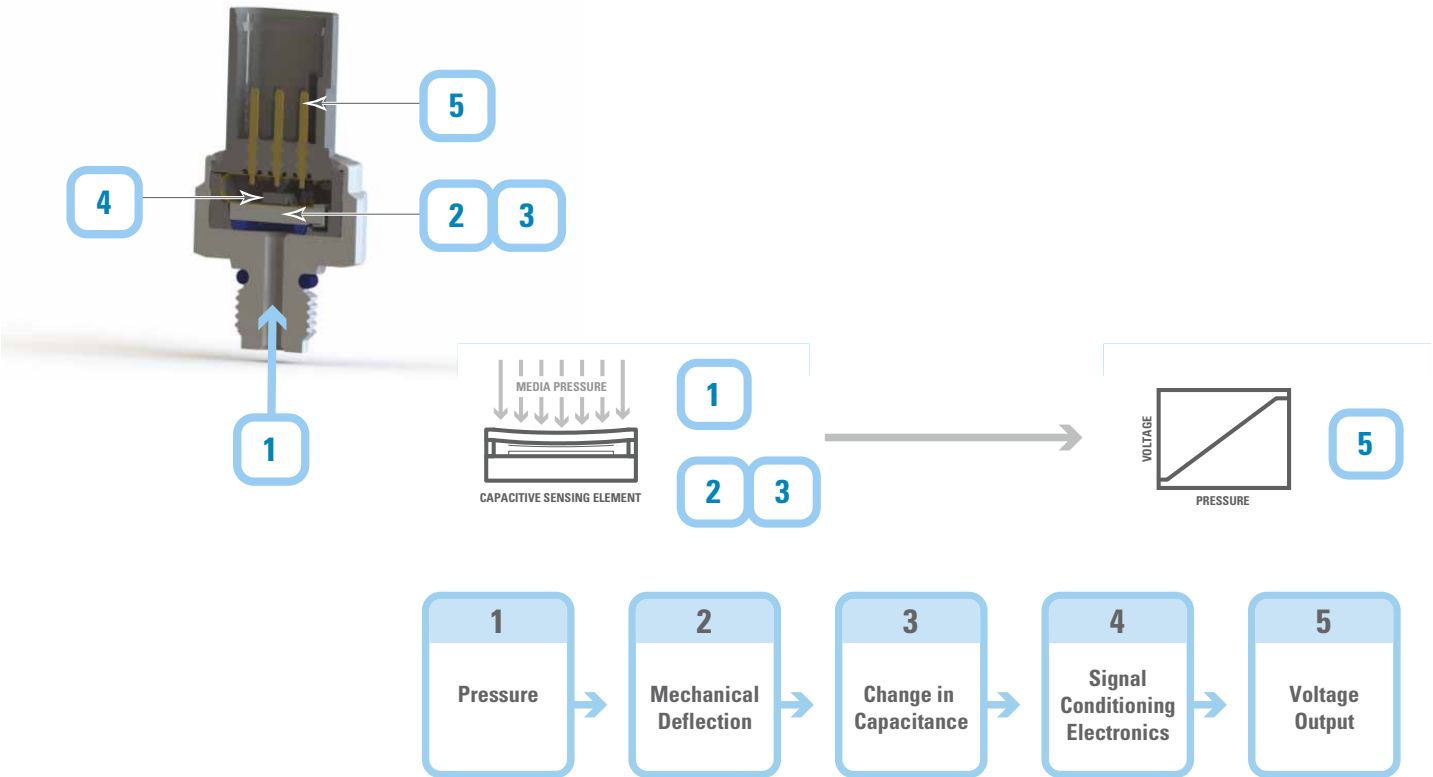 5
4
2
3
1
MEDIA PRESSURE
1
CAPACITIVE SENSING ELEMENT
2
3
VOLTAGE
PRESSURE
5
1
Pressure
2
Mechanical
Deflection
3
Change in
Capacitance
4
Signal
Conditioning
Electronics
5
Voltage
Output